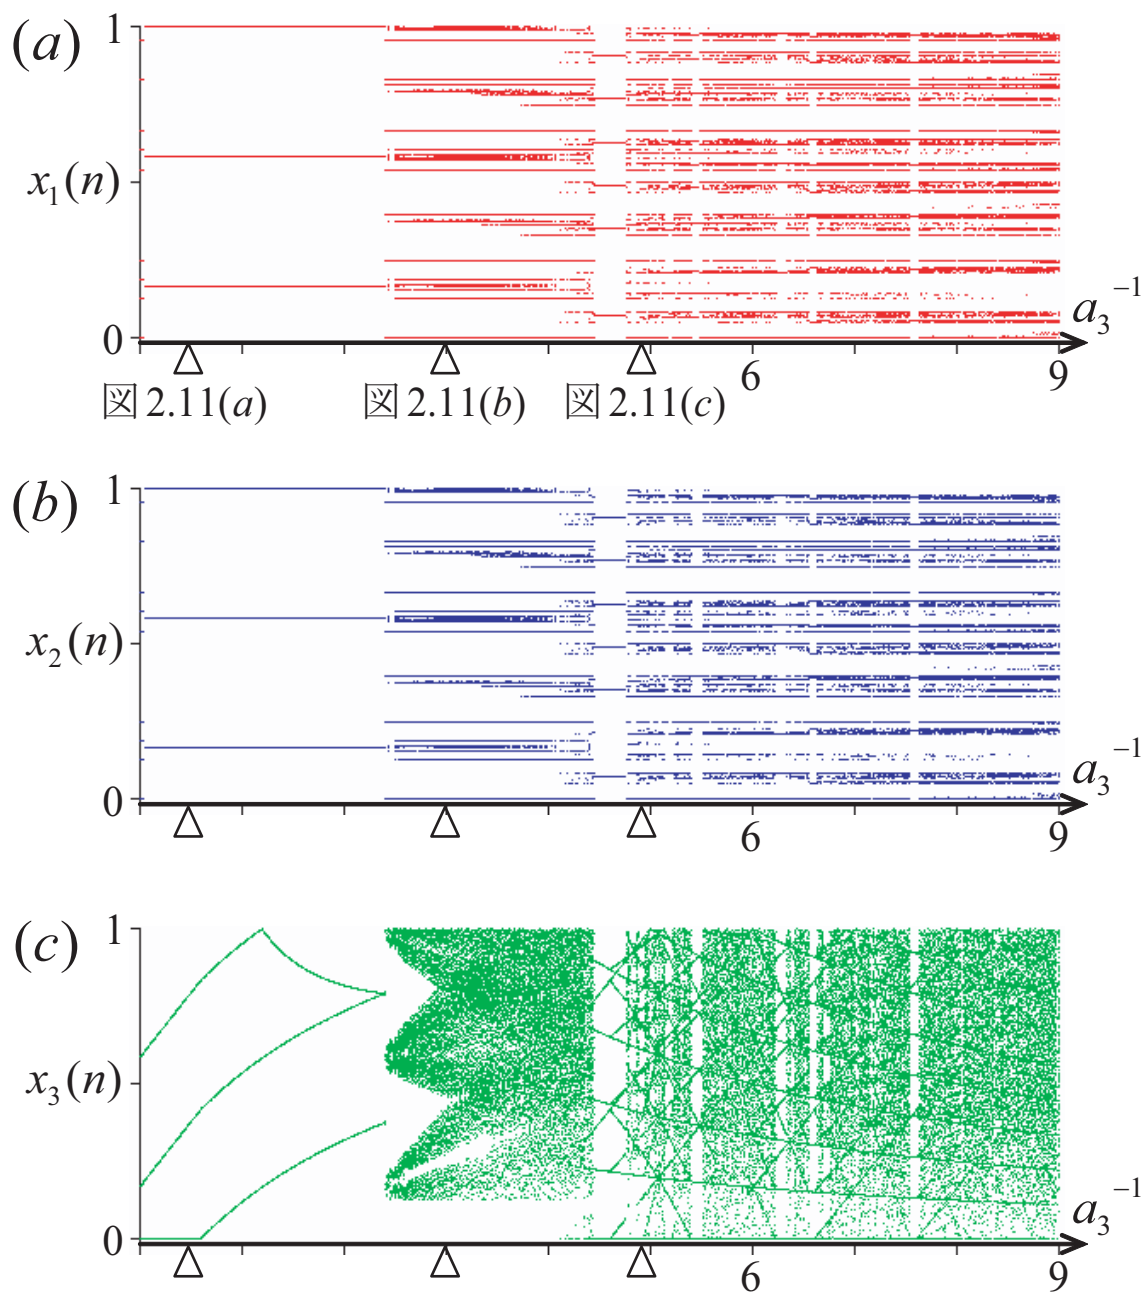 (a)
1
x₁(n)
0
a₃⁻¹
6
9
図 2.11(a)
図 2.11(b)
図 2.11(c)
(b)
1
x₂(n)
0
a₃⁻¹
6
9
(c)
1
x₃(n)
0
a₃⁻¹
6
9